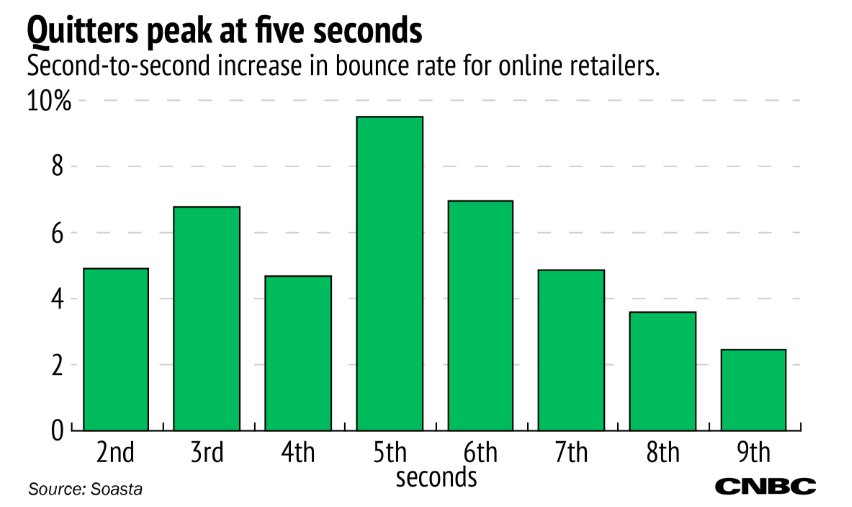 Quitters peak at five seconds
Second-to-second increase in bounce rate for online retailers.
10%
8
6
4
2
0
2nd 3rd 4th 5th 6th 7th 8th 9th
seconds
Source: Soasta
CNBC